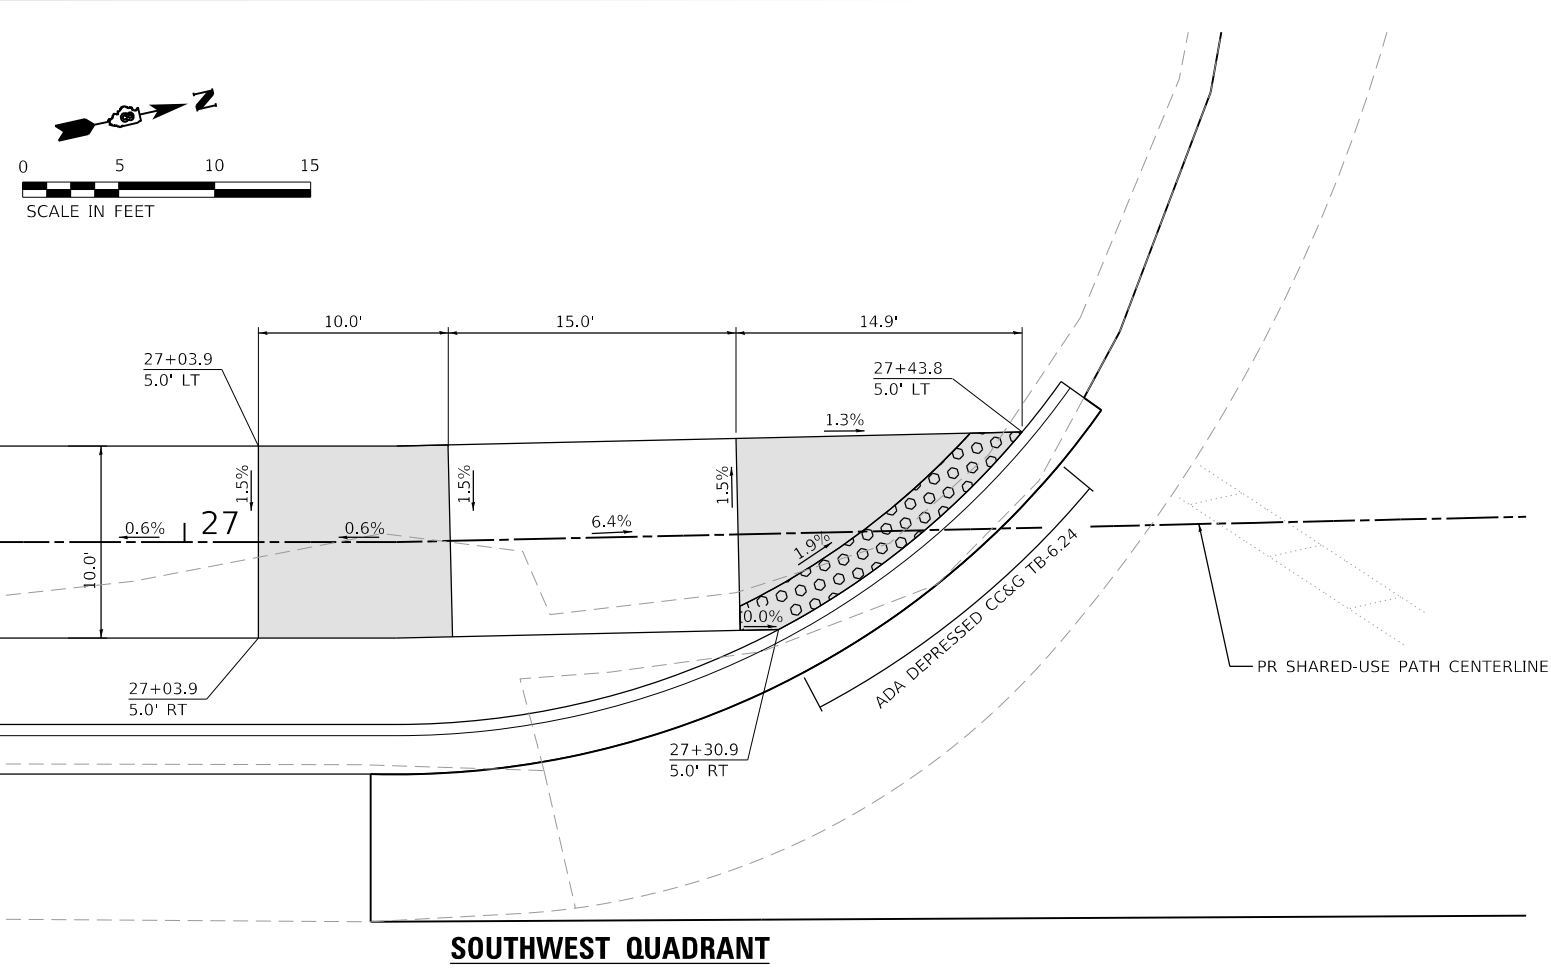 N
0 5 10 15
SCALE IN FEET
10.0' 15.0' 14.9'
27+03.9
5.0' LT
27+43.8
5.0' LT
1.3%
1.5%
1.5%
1.5%
0.6%
27
0.6%
6.4%
1.9%
10.0'
0.0%
ADA DEPRESSED CC&G TB-6.24
PR SHARED-USE PATH CENTERLINE
27+03.9
5.0' RT
27+30.9
5.0' RT
SOUTHWEST QUADRANT